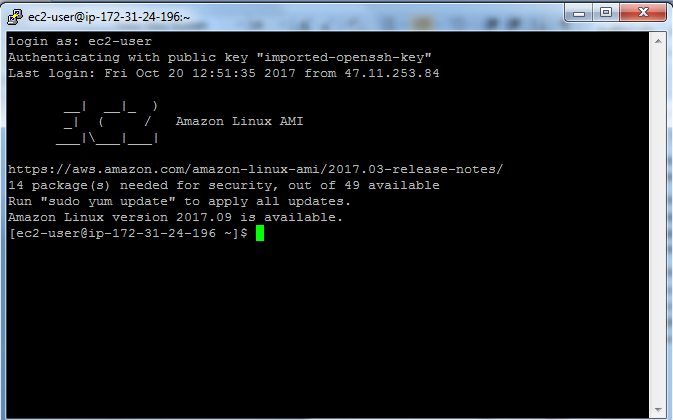 ec2-user@ip-172-31-24-196:~
login as: ec2-user
Authenticating with public key "imported-openssh-key"
Last login: Fri Oct 20 12:51:35 2017 from 47.11.253.84
       __|  __|_  )
       _|  (     /   Amazon Linux AMI
      ___|\___|___|
https://aws.amazon.com/amazon-linux-ami/2017.03-release-notes/
14 package(s) needed for security, out of 49 available
Run "sudo yum update" to apply all updates.
Amazon Linux version 2017.09 is available.
[ec2-user@ip-172-31-24-196 ~]$